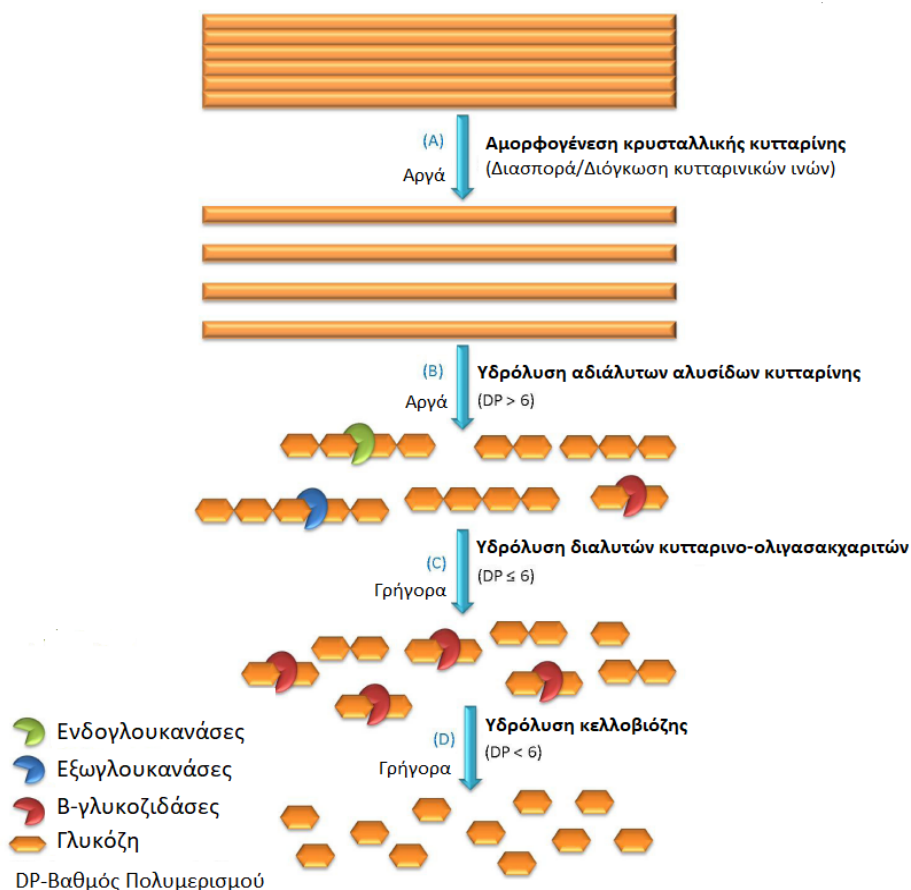 (A)
Αργά
Αμορφογένεση κρυσταλλικής κυτταρίνης
(Διασπορά/Διόγκωση κυτταρινικών ινών)
(B)
Αργά
Υδρόλυση αδιάλυτων αλυσίδων κυτταρίνης
(DP > 6)
(C)
Γρήγορα
Υδρόλυση διαλυτών κυτταρινο-ολιγασακχαριτών
(DP ≤ 6)
(D)
Γρήγορα
Υδρόλυση κελλοβιόζης
(DP < 6)
Ενδογλουκανάσες
Εξωγλουκανάσες
Β-γλυκοζιδάσες
Γλυκόζη
DP-Βαθμός Πολυμερισμού